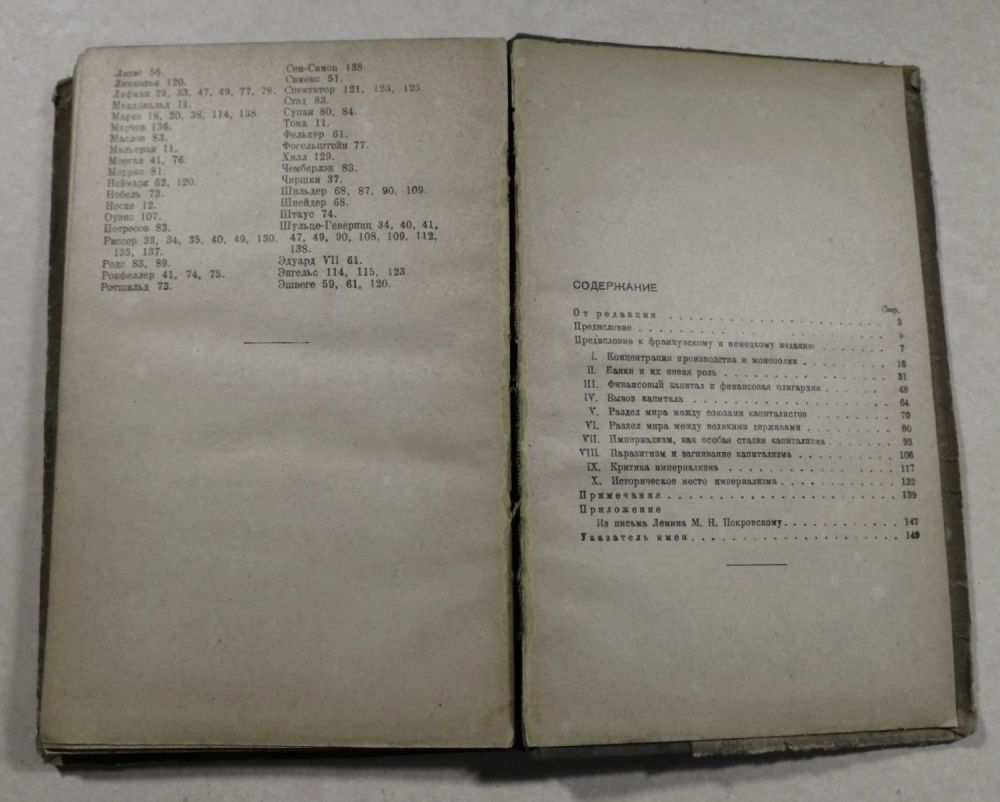 Лизис 56.
Линкольн 120.
Лифман 29, 33, 47, 49, 77, 78.
Макдональд 11.
Маркс 19, 20, 38, 114, 138
Мартов 136.
Маслов 83.
Мильеран 11.
Морган 41, 76.
Моррис 81.
Неймарк 62, 120.
Нобель 73.
Носке 12.
Оуэнс 107.
Потресов 83.
Риссер 33, 34, 35, 40, 49, 130,
135, 137.
Родс 83, 89.
Рокфеллер 41, 74, 75.
Ротшильд 73.
Сен-Симон 138
Сименс 51.
Спектатор 121, 123, 125
Стэд 83.
Супан 80, 84.
Тома 11.
Фелькер 61.
Фогельштейн 77.
Хилл 129.
Чемберлэн 83.
Чиршки 37.
Шильдер 68, 87, 90, 109.
Шнейдер 68.
Штаус 74.
Шульце-Геверниц 34, 40, 41,
47, 49, 90, 108, 109, 112,
138.
Эдуард VII 61.
Энгельс 114, 115, 123.
Эшвеге 59, 61, 120.
СОДЕРЖАНИЕ
Стр.
От редакции . . . . . 3
Предисловие . . . . . 5
Предисловие к французскому и немецкому изданию . . . . . 7
I. Концентрация производства и монополии . . . . . 16
II. Банки и их новая роль . . . . . 31
III. Финансовый капитал и финансовая олигархия . . . . . 48
IV. Вывоз капитала . . . . . 64
V. Раздел мира между союзами капиталистов . . . . . 70
VI. Раздел мира между великими державами . . . . . 80
VII. Империализм, как особая стадия капитализма . . . . . 93
VIII. Паразитизм и загнивание капитализма . . . . . 106
IX. Критика империализма . . . . . 117
X. Историческое место империализма . . . . . 132
Примечания . . . . . 139
Приложение
Из письма Ленина М. Н. Покровскому . . . . . 147
Указатель имен . . . . . 149